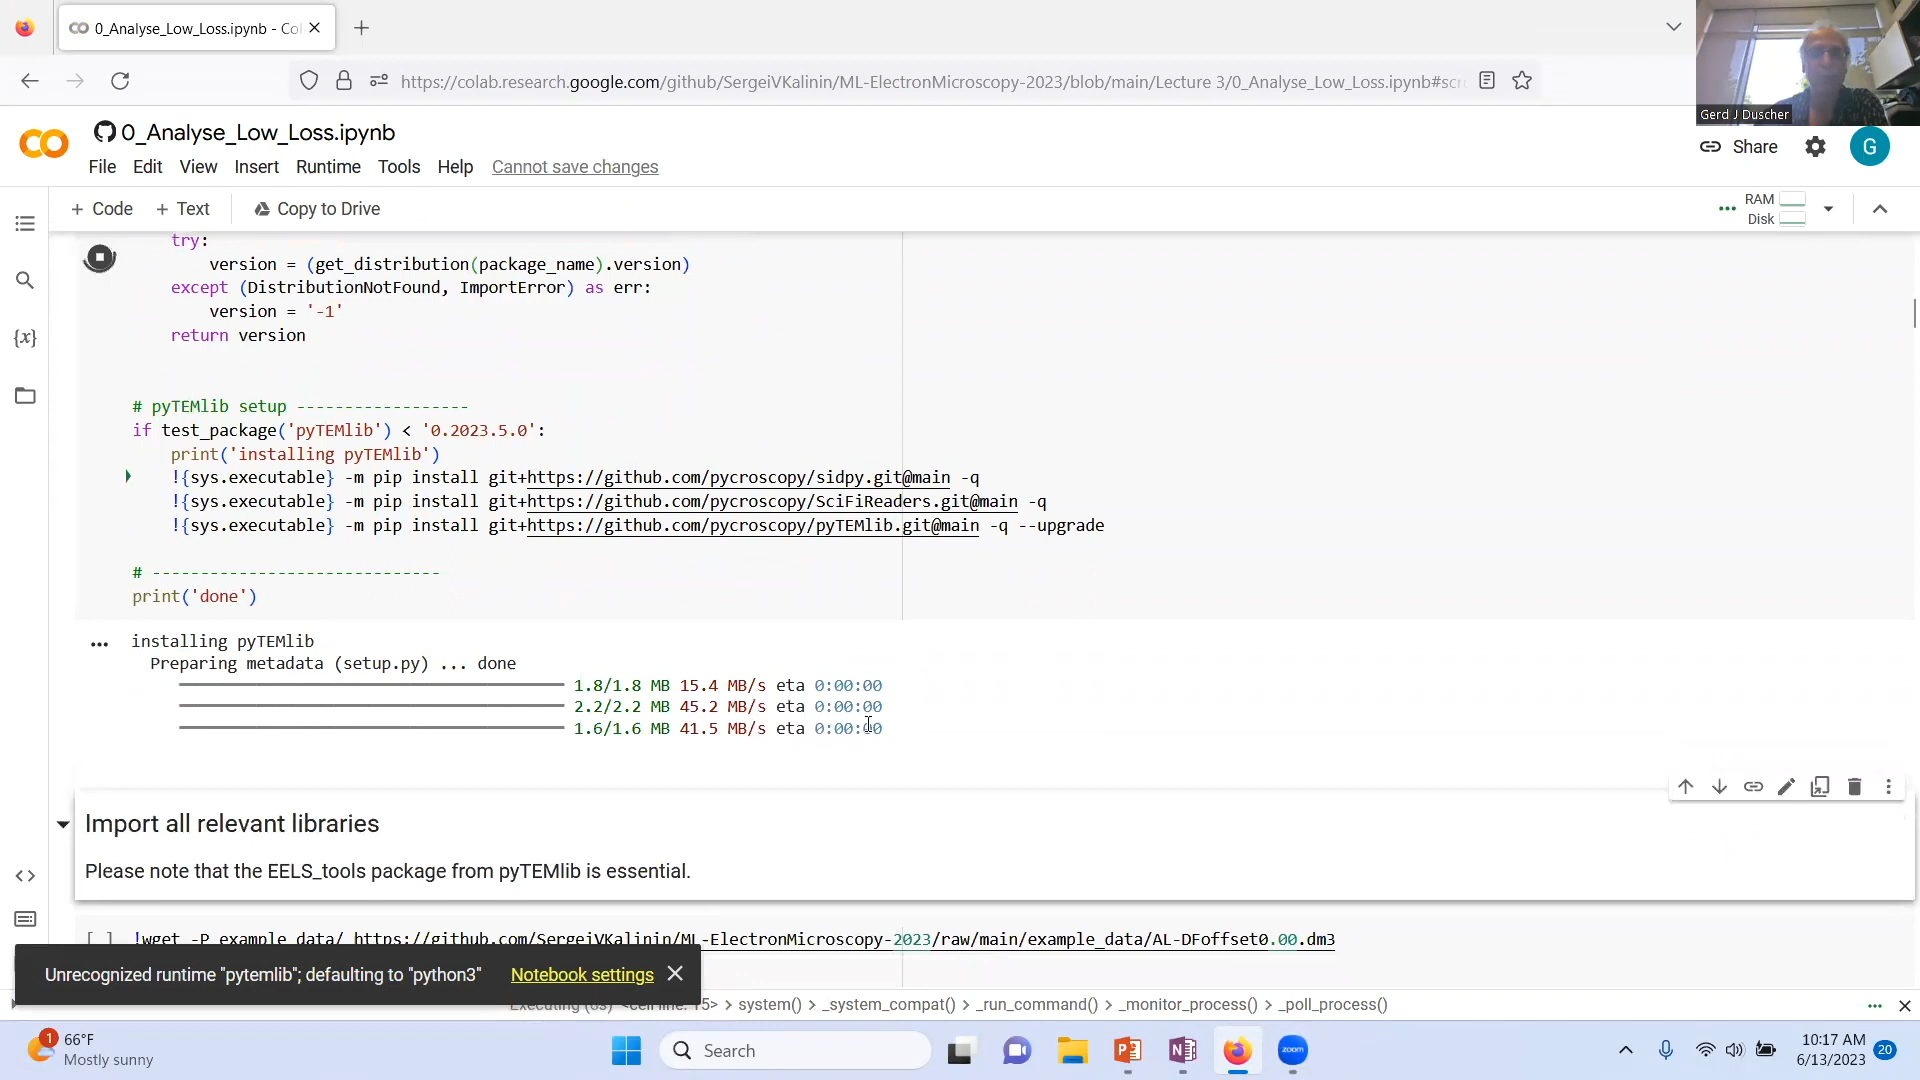 0_Analyse_Low_Loss.ipynb - Col
https://colab.research.google.com/github/SergeiVKalinin/ML-ElectronMicroscopy-2023/blob/main/Lecture 3/0_Analyse_Low_Loss.ipynb#scr
Gerd J Duscher
0_Analyse_Low_Loss.ipynb
File Edit View Insert Runtime Tools Help Cannot save changes
Share
G
+ Code + Text Copy to Drive
RAM
Disk
try:
version = (get_distribution(package_name).version)
except (DistributionNotFound, ImportError) as err:
version = '-1'
return version
# pyTEMlib setup ------------------
if test_package('pyTEMlib') < '0.2023.5.0':
print('installing pyTEMlib')
!{sys.executable} -m pip install git+https://github.com/pycroscopy/sidpy.git@main -q
!{sys.executable} -m pip install git+https://github.com/pycroscopy/SciFiReaders.git@main -q
!{sys.executable} -m pip install git+https://github.com/pycroscopy/pyTEMlib.git@main -q --upgrade
# ------------------------------
print('done')
installing pyTEMlib
Preparing metadata (setup.py) ... done
1.8/1.8 MB 15.4 MB/s eta 0:00:00
2.2/2.2 MB 45.2 MB/s eta 0:00:00
1.6/1.6 MB 41.5 MB/s eta 0:00:00
Import all relevant libraries
Please note that the EELS_tools package from pyTEMlib is essential.
[ ] !wget -P example_data/ https://github.com/SergeiVKalinin/ML-ElectronMicroscopy-2023/raw/main/example_data/AL-DFoffset0.00.dm3
Unrecognized runtime "pytemlib"; defaulting to "python3" Notebook settings
> system() > _system_compat() > _run_command() > _monitor_process() > _poll_process()
1
66°F
Mostly sunny
Search
zoom
10:17 AM
6/13/2023
20